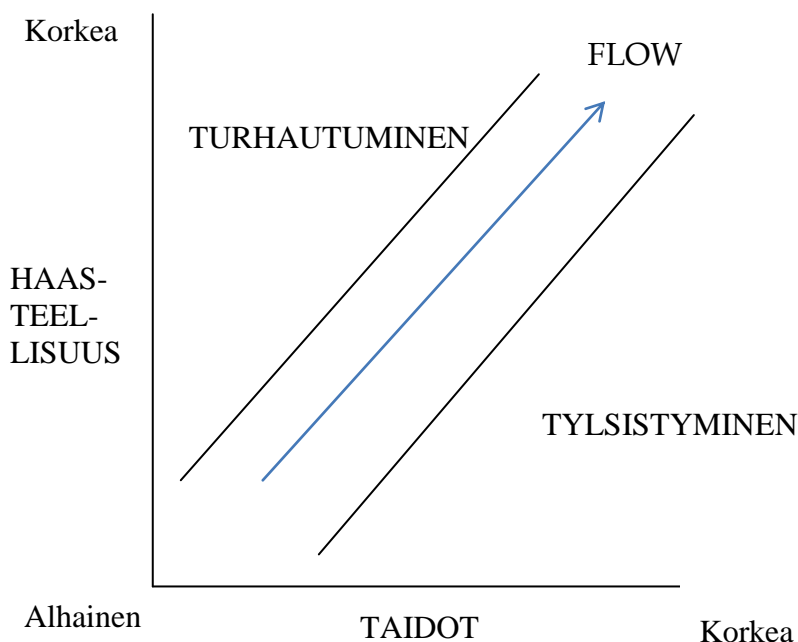 Korkea
FLOW
TURHAUTUMINEN
HAAS-
TEEL-
LISUUS
TYLSISTYMINEN
Alhainen
TAIDOT
Korkea